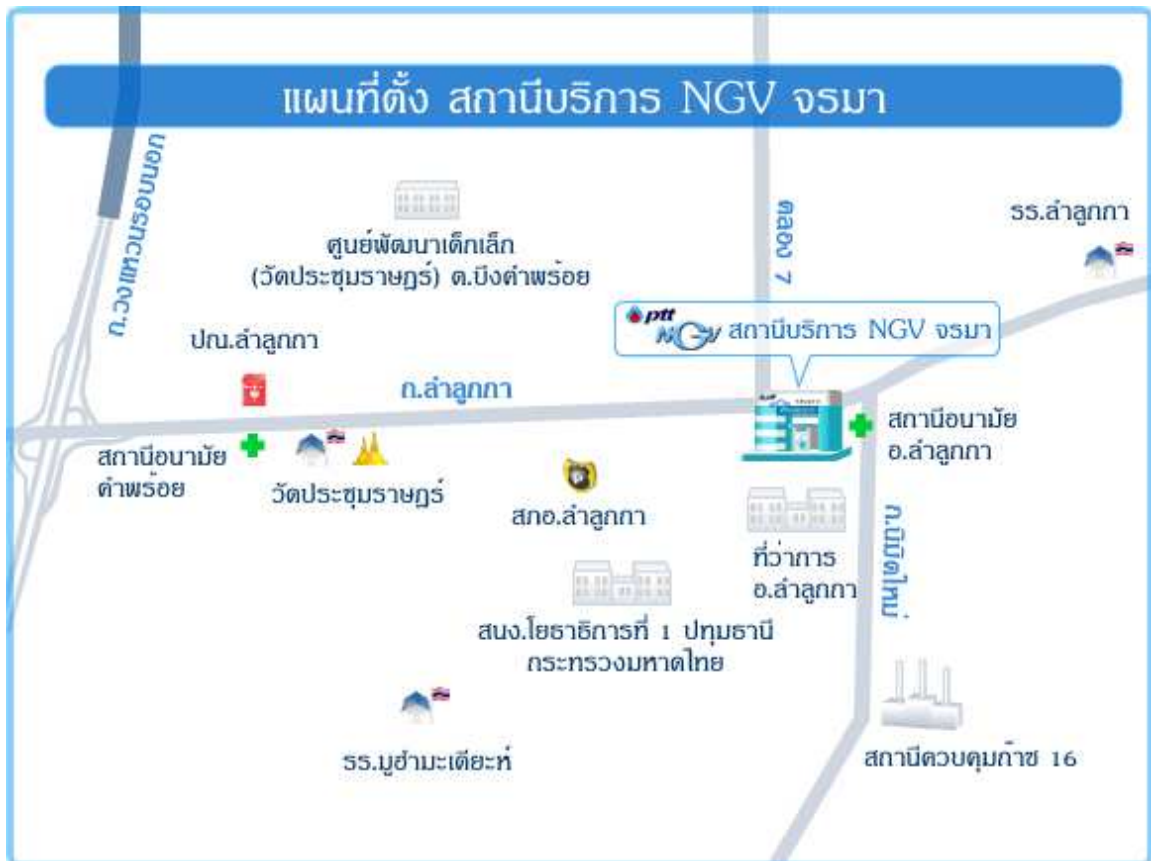 แผนที่ตั้ง สถานีบริการ NGV จรมา
ถ.วงแหวนรอบนอก
ศูนย์พัฒนาเด็กเล็ก
(วัดประชุมราษฎร์) ต.บึงคำพร้อย
คลอง 7
รร.ลำลูกกา
ptt
NGV สถานีบริการ NGV จรมา
ปณ.ลำลูกกา
ถ.ลำลูกกา
สถานีอนามัย
อ.ลำลูกกา
สถานีอนามัย
คำพร้อย
วัดประชุมราษฎร์
สภอ.ลำลูกกา
ที่ว่าการ
อ.ลำลูกกา
ถ.นิมิตใหม่
สนง.โยธาธิการที่ 1 ปทุมธานี
กระทรวงมหาดไทย
รร.มูฮำมะเดียะห์
สถานีควบคุมก๊าซ 16